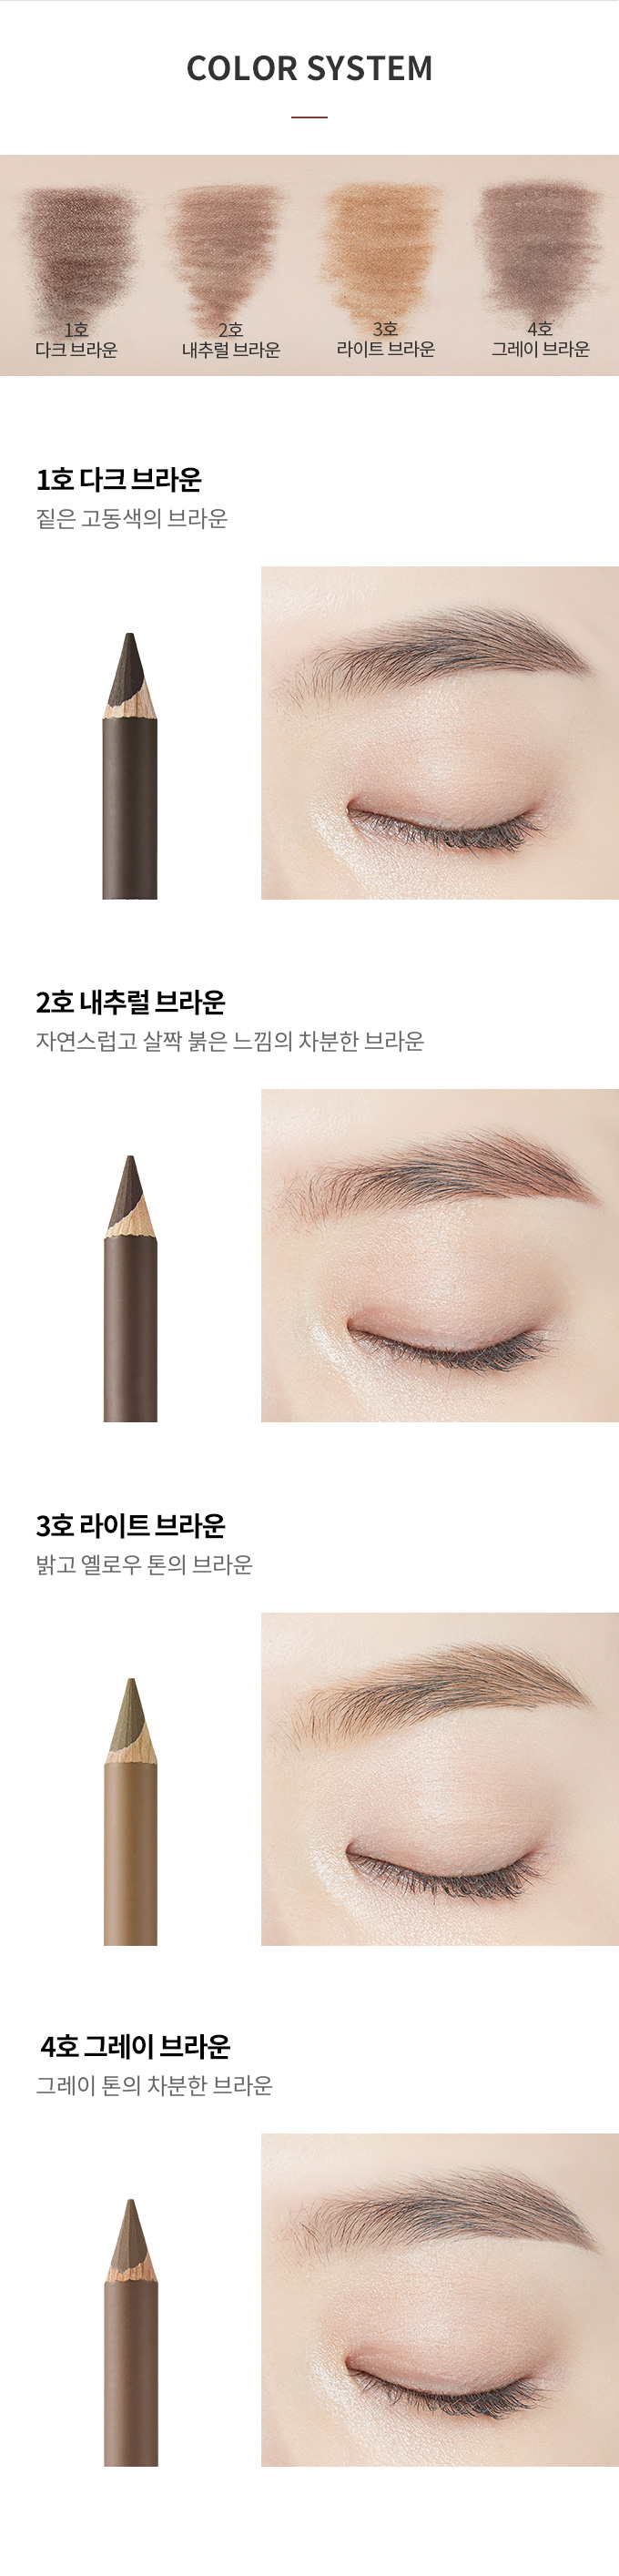 COLOR SYSTEM
1호
다크 브라운
2호
내추럴 브라운
3호
라이트 브라운
4호
그레이 브라운
1호 다크 브라운
짙은 고동색의 브라운
2호 내추럴 브라운
자연스럽고 살짝 붉은 느낌의 차분한 브라운
3호 라이트 브라운
밝고 옐로우 톤의 브라운
4호 그레이 브라운
그레이 톤의 차분한 브라운